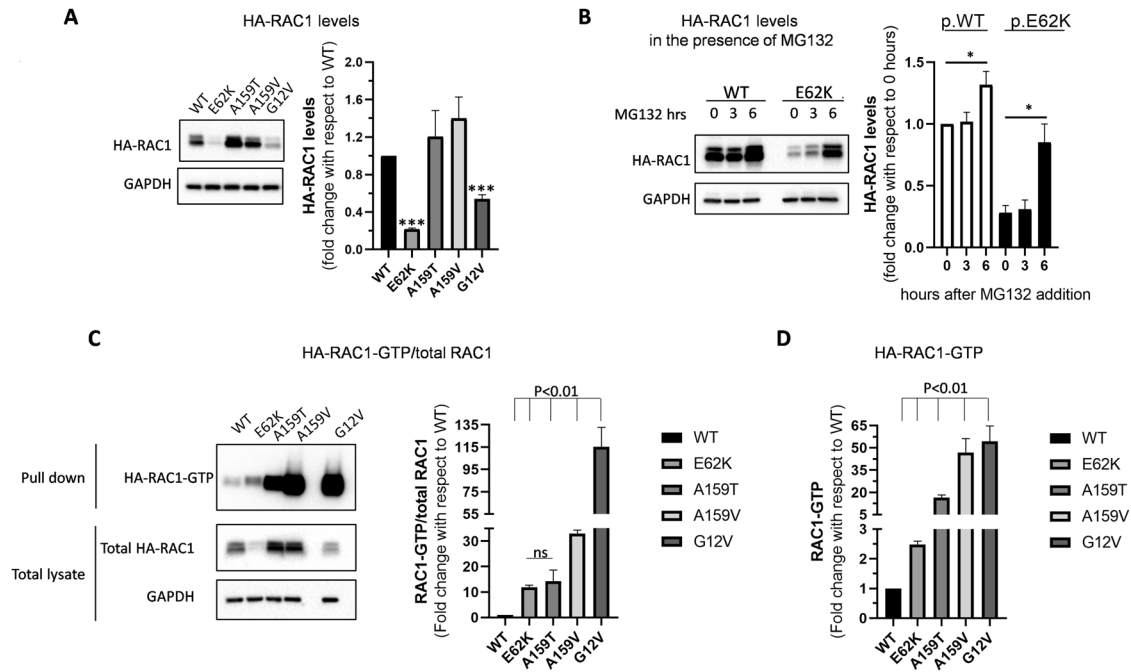 A
HA-RAC1 levels
WT
E62K
A159T
A159V
G12V
HA-RAC1
GAPDH
HA-RAC1 levels
(fold change with respect to WT)
2.0
1.6
1.2
0.8
0.4
0.0
***
***
WT
E62K
A159T
A159V
G12V
B
HA-RAC1 levels
in the presence of MG132
WT
E62K
MG132 hrs
0 3 6
0 3 6
HA-RAC1
GAPDH
p.WT
p.E62K
HA-RAC1 levels
(fold change with respect to 0 hours)
1.5
1.0
0.5
0.0
*
*
0 3 6 0 3 6
hours after MG132 addition
C
HA-RAC1-GTP/total RAC1
WT
E62K
A159T
A159V
G12V
Pull down
HA-RAC1-GTP
Total lysate
Total HA-RAC1
GAPDH
P<0.01
RAC1-GTP/total RAC1
(Fold change with respect to WT)
135
115
95
75
55
30
20
10
0
ns
WT
E62K
A159T
A159V
G12V
WT
E62K
A159T
A159V
G12V
D
HA-RAC1-GTP
P<0.01
RAC1-GTP
(Fold change with respect to WT)
65
50
35
20
5
3
2
1
0
WT
E62K
A159T
A159V
G12V
WT
E62K
A159T
A159V
G12V